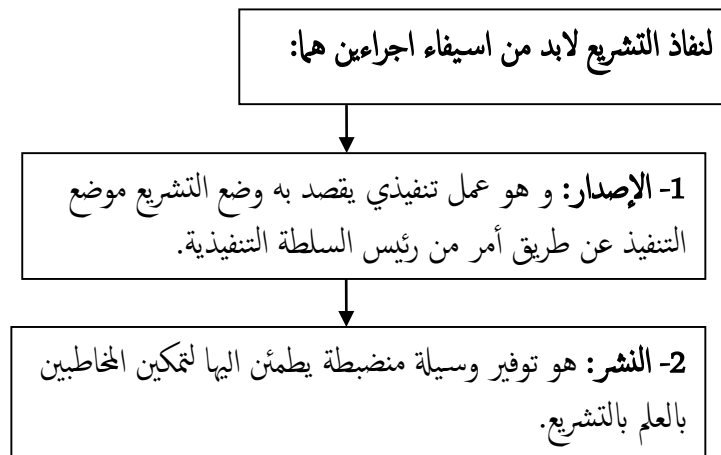 لنفاذ التشريع لابد من اسيفاء اجراءين هما:
1- الإصدار: و هو عمل تنفيذي يقصد به وضع التشريع موضع
التنفيذ عن طريق أمر من رئيس السلطة التنفيذية.
2- النشر: هو توفير وسيلة منضبطة يطمئن اليها لتمكين المخاطبين
بالعلم بالتشريع.